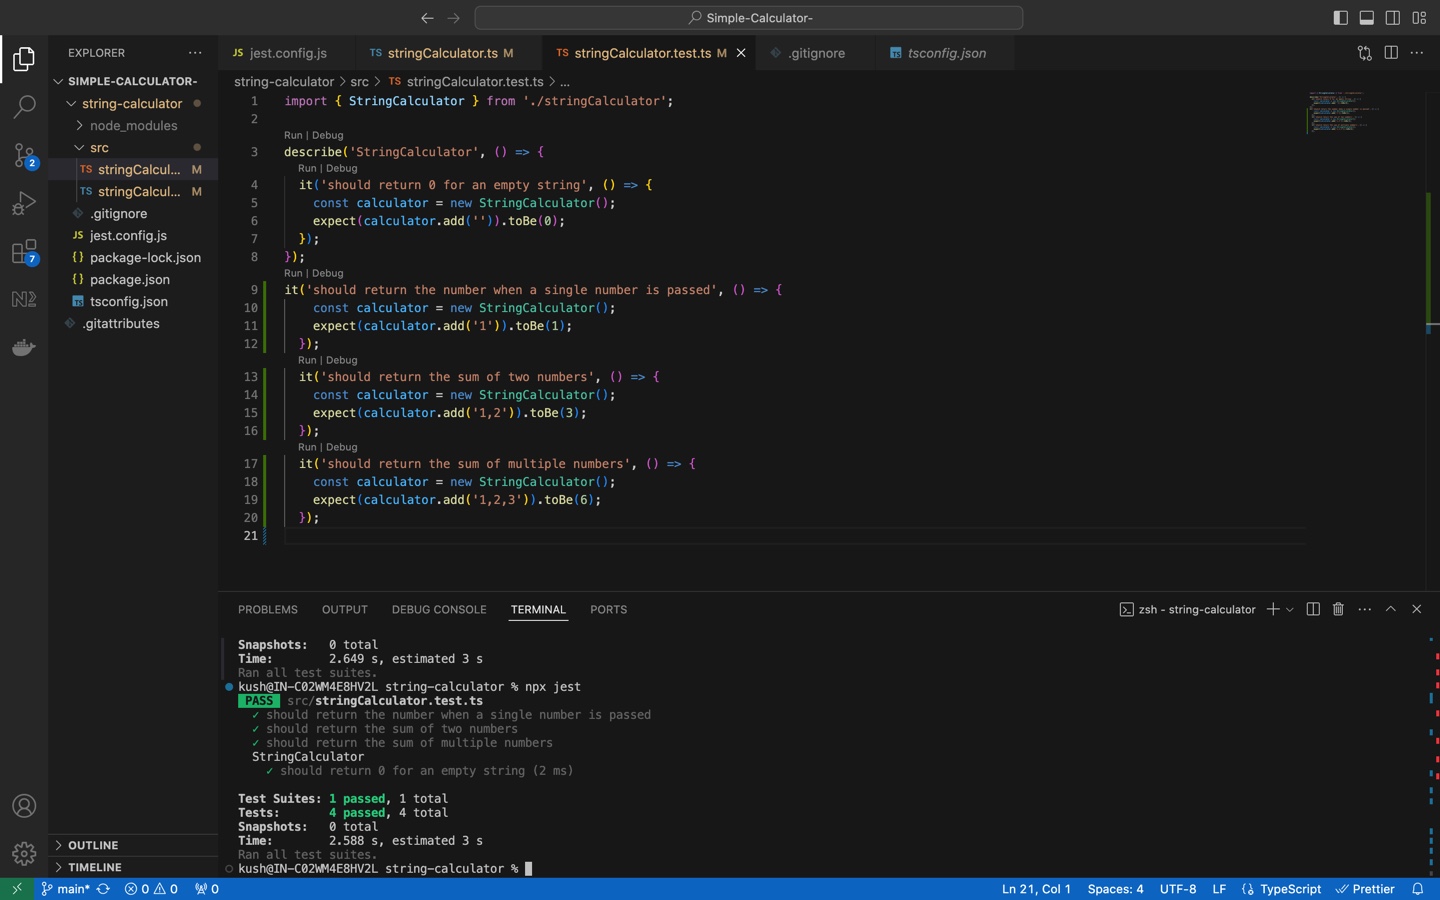 Simple-Calculator-
EXPLORER
SIMPLE-CALCULATOR-
string-calculator
node_modules
src
TS stringCalcul... M
TS stringCalcul... M
.gitignore
JS jest.config.js
{} package-lock.json
{} package.json
TS tsconfig.json
.gitattributes
OUTLINE
TIMELINE
2
7
JS jest.config.js
TS stringCalculator.ts M
TS stringCalculator.test.ts M
.gitignore
TS tsconfig.json
string-calculator > src > TS stringCalculator.test.ts > ...
1 import { StringCalculator } from './stringCalculator';
2
Run | Debug
3 describe('StringCalculator', () => {
Run | Debug
4 it('should return 0 for an empty string', () => {
5 const calculator = new StringCalculator();
6 expect(calculator.add('')).toBe(0);
7 });
8 });
Run | Debug
9 it('should return the number when a single number is passed', () => {
10 const calculator = new StringCalculator();
11 expect(calculator.add('1')).toBe(1);
12 });
Run | Debug
13 it('should return the sum of two numbers', () => {
14 const calculator = new StringCalculator();
15 expect(calculator.add('1,2')).toBe(3);
16 });
Run | Debug
17 it('should return the sum of multiple numbers', () => {
18 const calculator = new StringCalculator();
19 expect(calculator.add('1,2,3')).toBe(6);
20 });
21
PROBLEMS OUTPUT DEBUG CONSOLE TERMINAL PORTS
zsh - string-calculator
Snapshots: 0 total
Time: 2.649 s, estimated 3 s
Ran all test suites.
kush@IN-C02WM4E8HV2L string-calculator % npx jest
PASS src/stringCalculator.test.ts
✓ should return the number when a single number is passed
✓ should return the sum of two numbers
✓ should return the sum of multiple numbers
StringCalculator
✓ should return 0 for an empty string (2 ms)
Test Suites: 1 passed, 1 total
Tests: 4 passed, 4 total
Snapshots: 0 total
Time: 2.588 s, estimated 3 s
Ran all test suites.
kush@IN-C02WM4E8HV2L string-calculator %
main* 0 0 0
Ln 21, Col 1 Spaces: 4 UTF-8 LF {} TypeScript Prettier